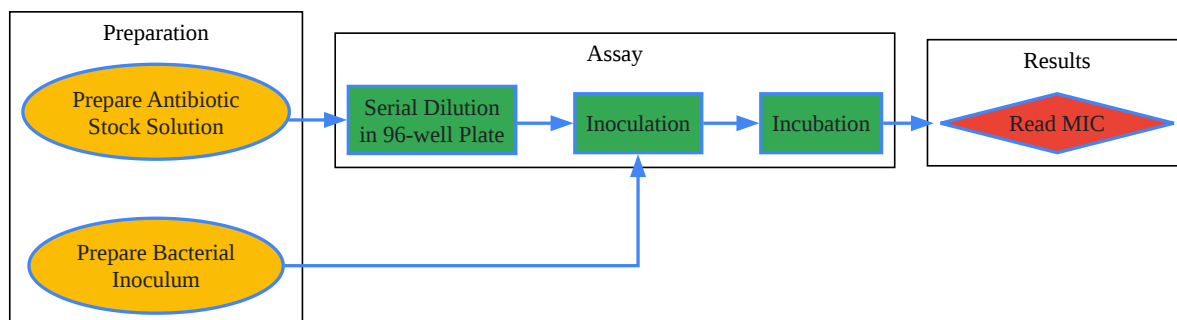 Preparation
Prepare Antibiotic
Stock Solution
Prepare Bacterial
Inoculum
Assay
Serial Dilution
in 96-well Plate
Inoculation
Incubation
Results
Read MIC